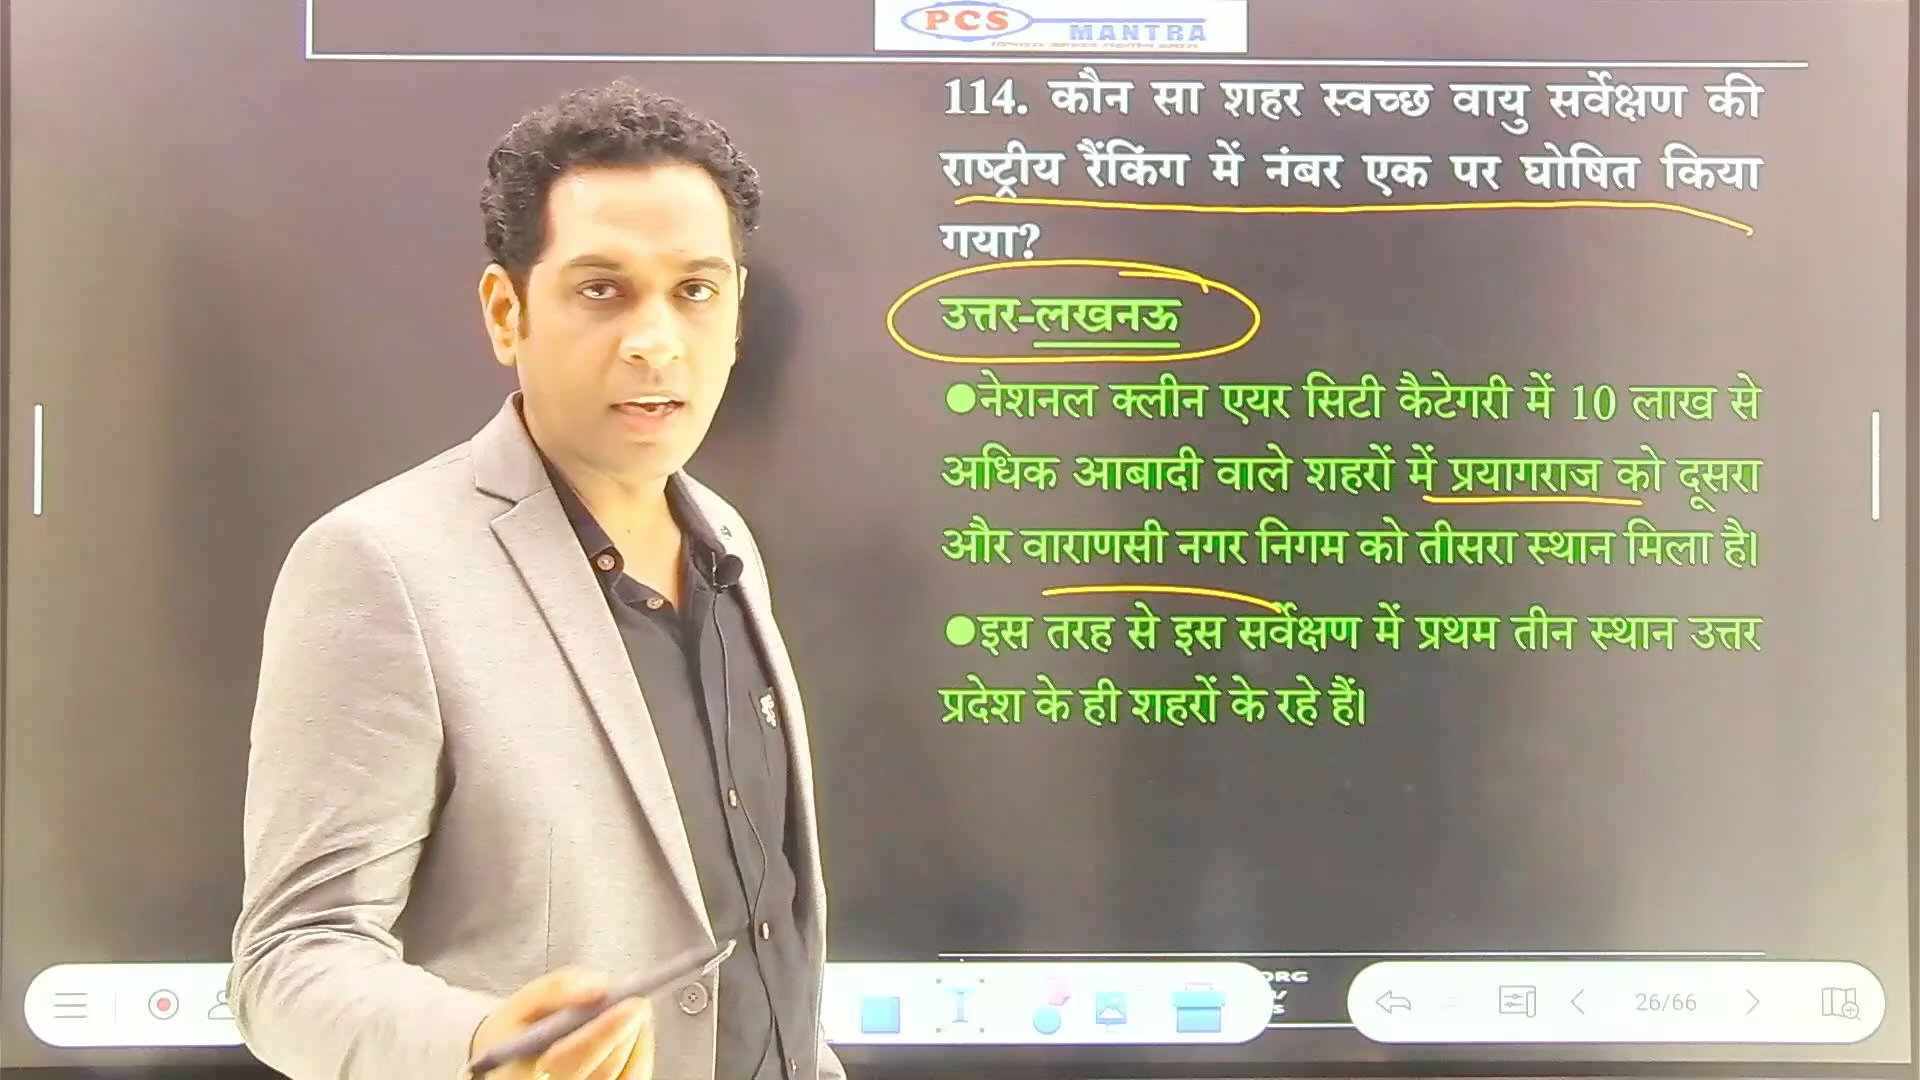 PCS
MANTRA
114. कौन सा शहर स्वच्छ वायु सर्वेक्षण की
राष्ट्रीय रैंकिंग में नंबर एक पर घोषित किया
गया?
उत्तर-लखनऊ
●नेशनल क्लीन एयर सिटी कैटेगरी में 10 लाख से
अधिक आबादी वाले शहरों में प्रयागराज को दूसरा
और वाराणसी नगर निगम को तीसरा स्थान मिला है।
●इस तरह से इस सर्वेक्षण में प्रथम तीन स्थान उत्तर
प्रदेश के ही शहरों के रहे हैं।
26/66